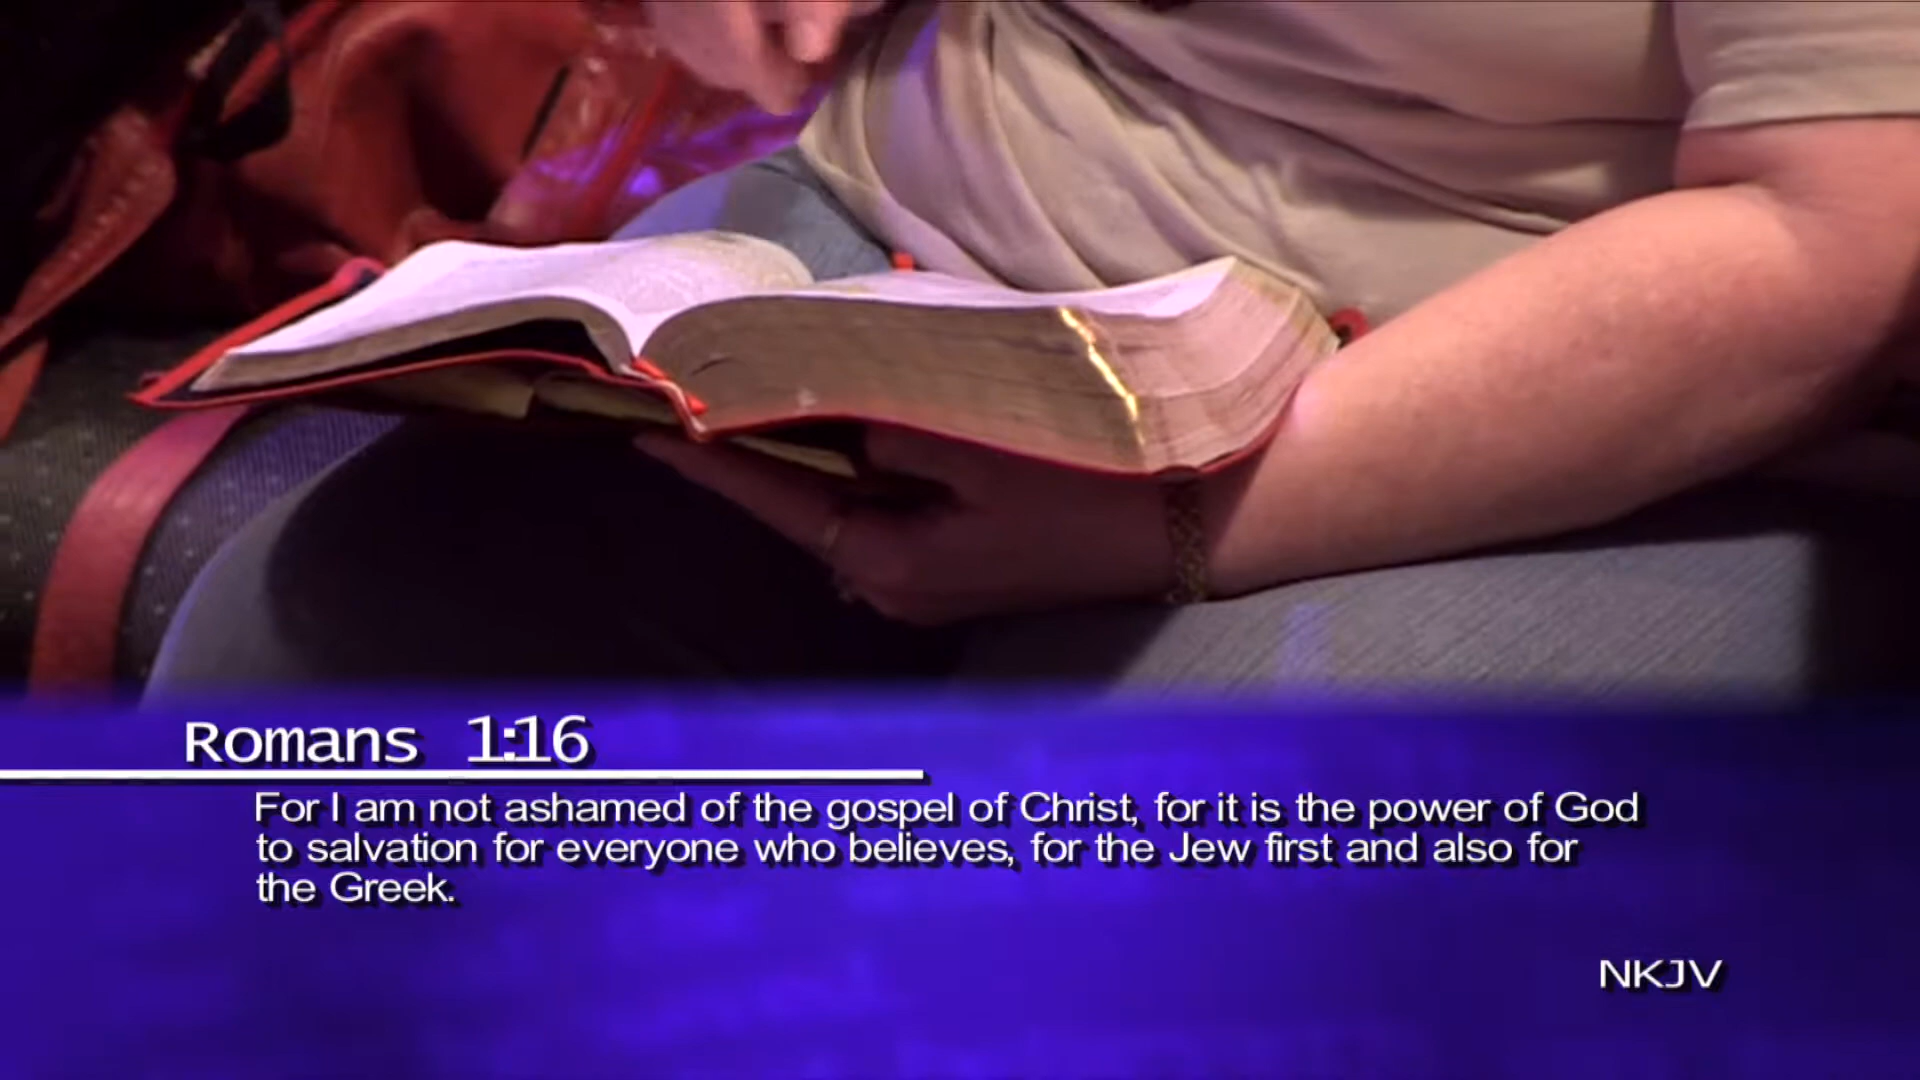 Romans 1:16
For I am not ashamed of the gospel of Christ, for it is the power of God
to salvation for everyone who believes, for the Jew first and also for
the Greek.
NKJV